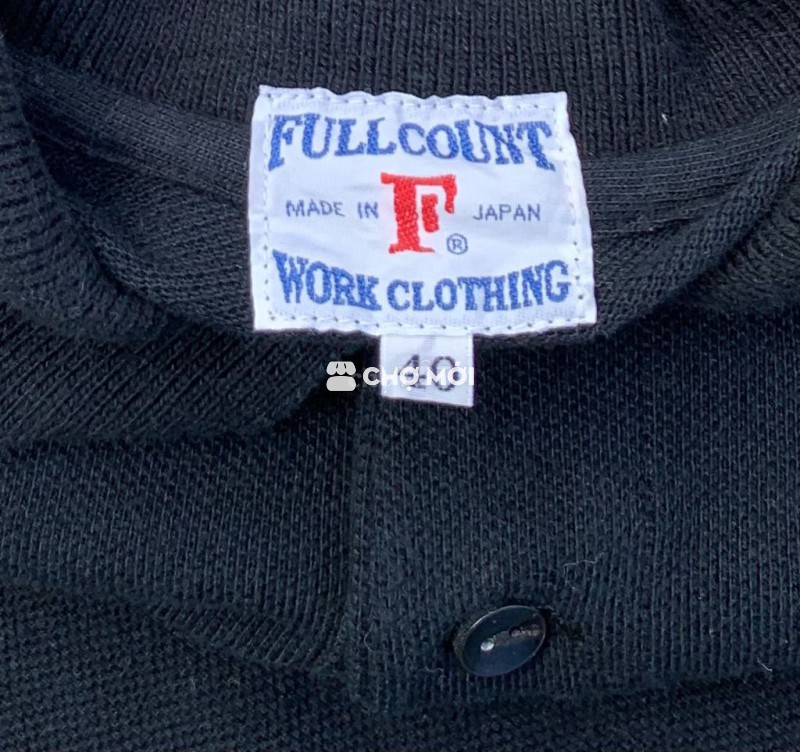 FULLCOUNT
MADE IN F JAPAN
®
WORK CLOTHING
40
CHỢ MỚI